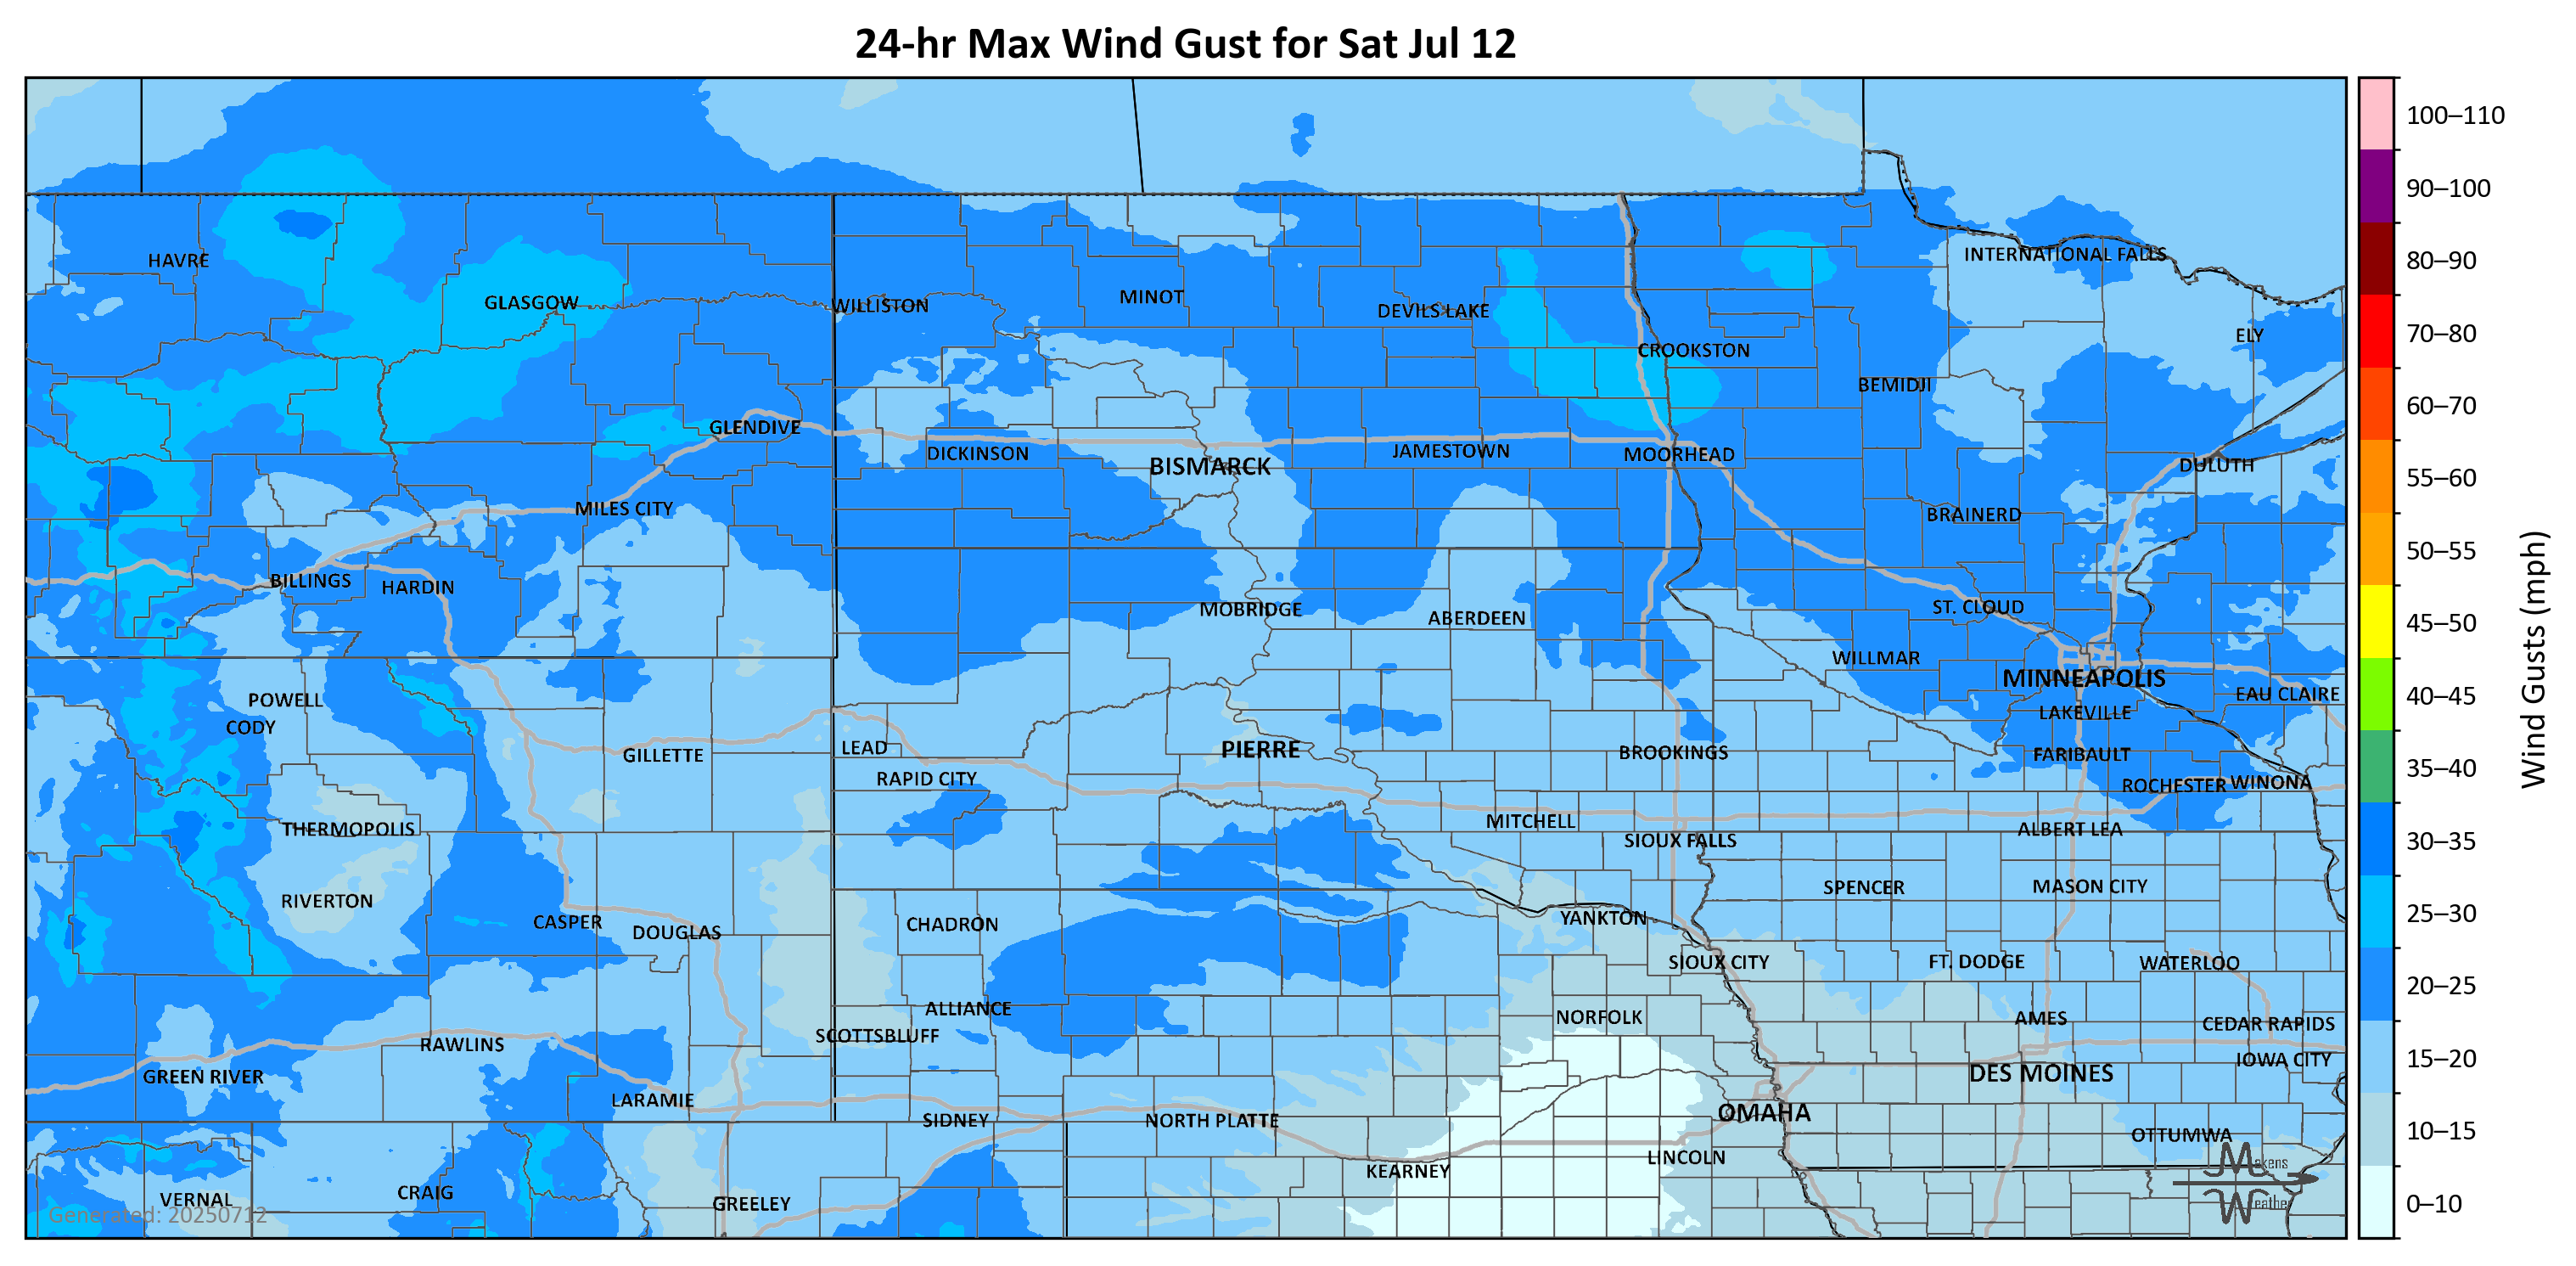 24-hr Max Wind Gust for Sat Jul 12
100–110
90–100
80–90
70–80
60–70
55–60
50–55
45–50
40–45
35–40
30–35
25–30
20–25
15–20
10–15
0–10
Wind Gusts (mph)
HAVRE
INTERNATIONAL FALLS
GLASGOW
WILLISTON
MINOT
DEVILS LAKE
ELY
CROOKSTON
BEMIDJI
GLENDIVE
DICKINSON
BISMARCK
JAMESTOWN
MOORHEAD
DULUTH
MILES CITY
BRAINERD
BILLINGS
HARDIN
MOBRIDGE
ABERDEEN
ST. CLOUD
WILLMAR
MINNEAPOLIS
POWELL
EAU CLAIRE
CODY
LAKEVILLE
GILLETTE
LEAD
PIERRE
BROOKINGS
FARIBAULT
RAPID CITY
ROCHESTER
WINONA
THERMOPOLIS
MITCHELL
SIOUX FALLS
ALBERT LEA
RIVERTON
SPENCER
MASON CITY
CASPER
DOUGLAS
CHADRON
YANKTON
SIOUX CITY
FT. DODGE
WATERLOO
ALLIANCE
NORFOLK
AMES
CEDAR RAPIDS
SCOTTSBLUFF
RAWLINS
IOWA CITY
GREEN RIVER
DES MOINES
LARAMIE
OMAHA
SIDNEY
NORTH PLATTE
OTTUMWA
LINCOLN
KEARNEY
VERNAL
CRAIG
GREELEY
Generated: 20250712
Makens
Weather